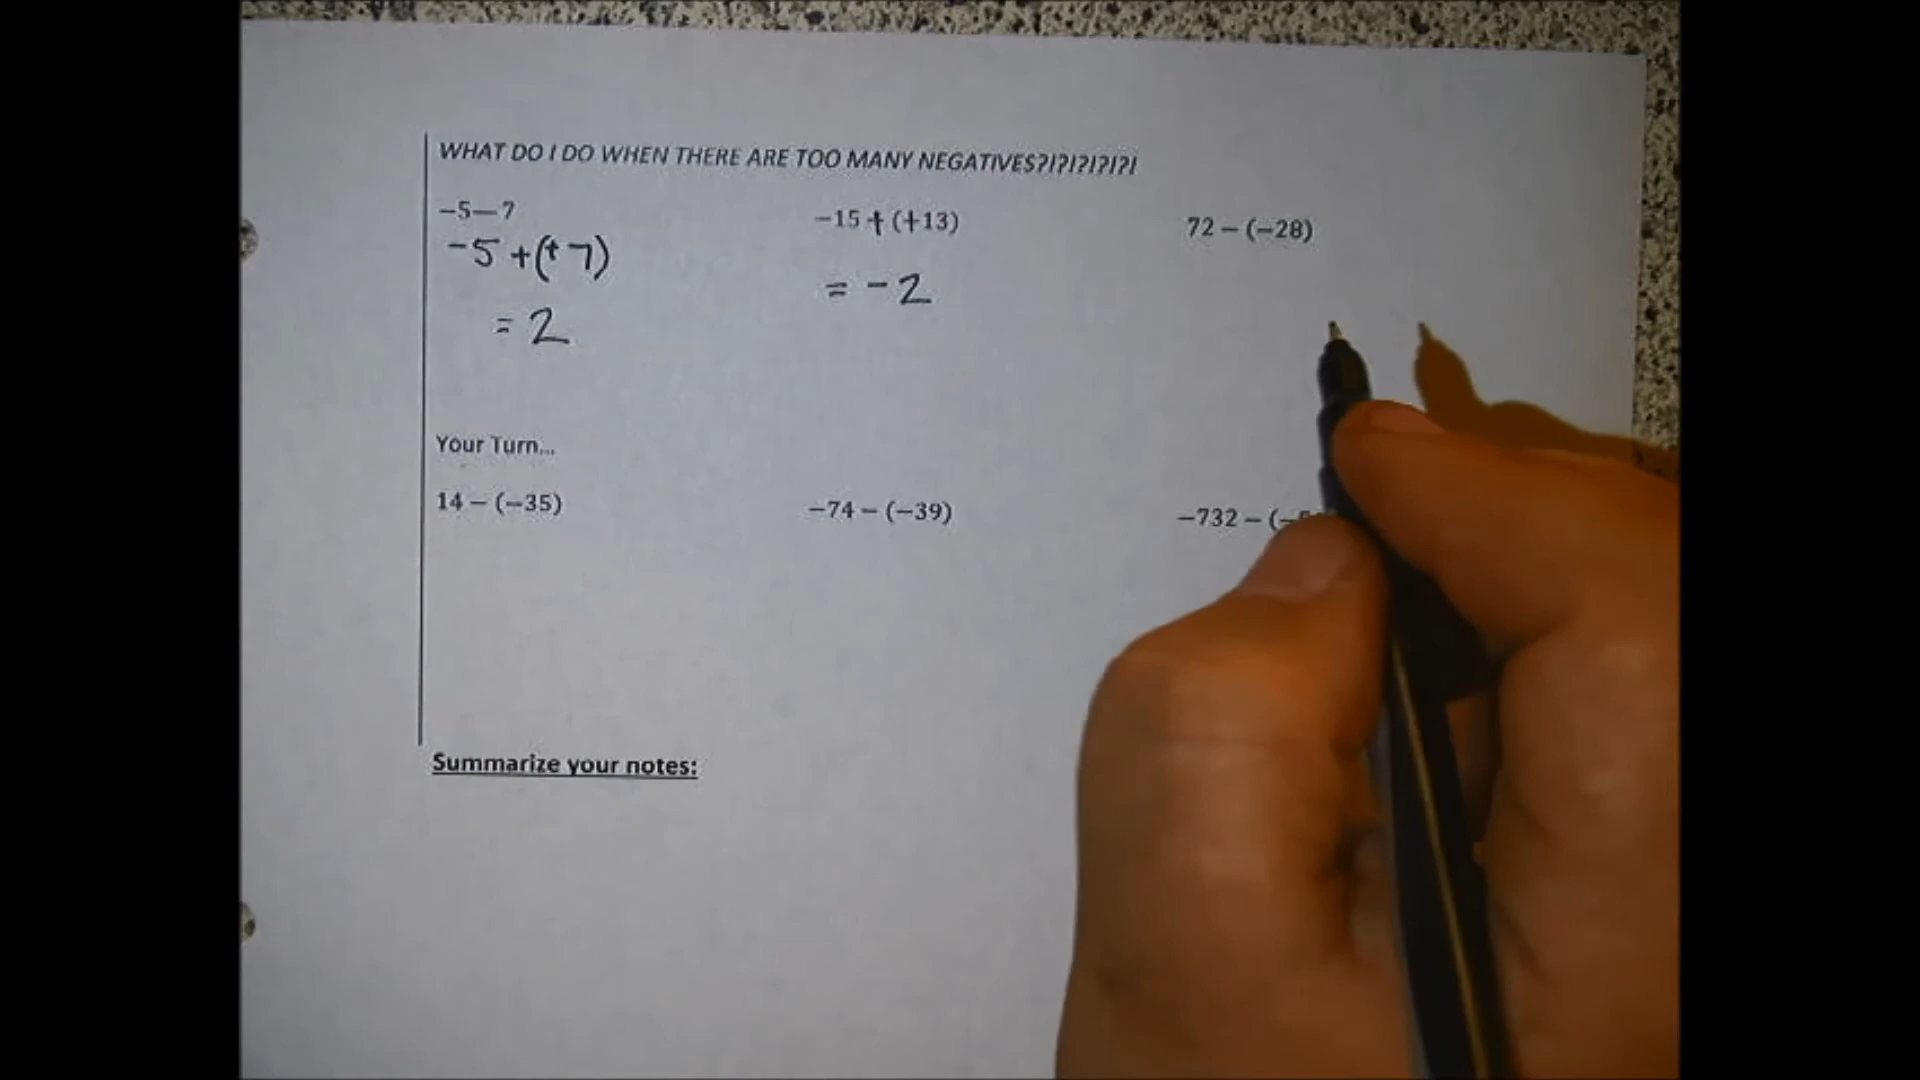 WHAT DO I DO WHEN THERE ARE TOO MANY NEGATIVES?!?!?!?!?!
−5—7
-5 +(+7)
= 2
−15 + (+13)
= -2
72 − (−28)
Your Turn...
14 − (−35)
−74 − (−39)
−732 − (−
Summarize your notes: